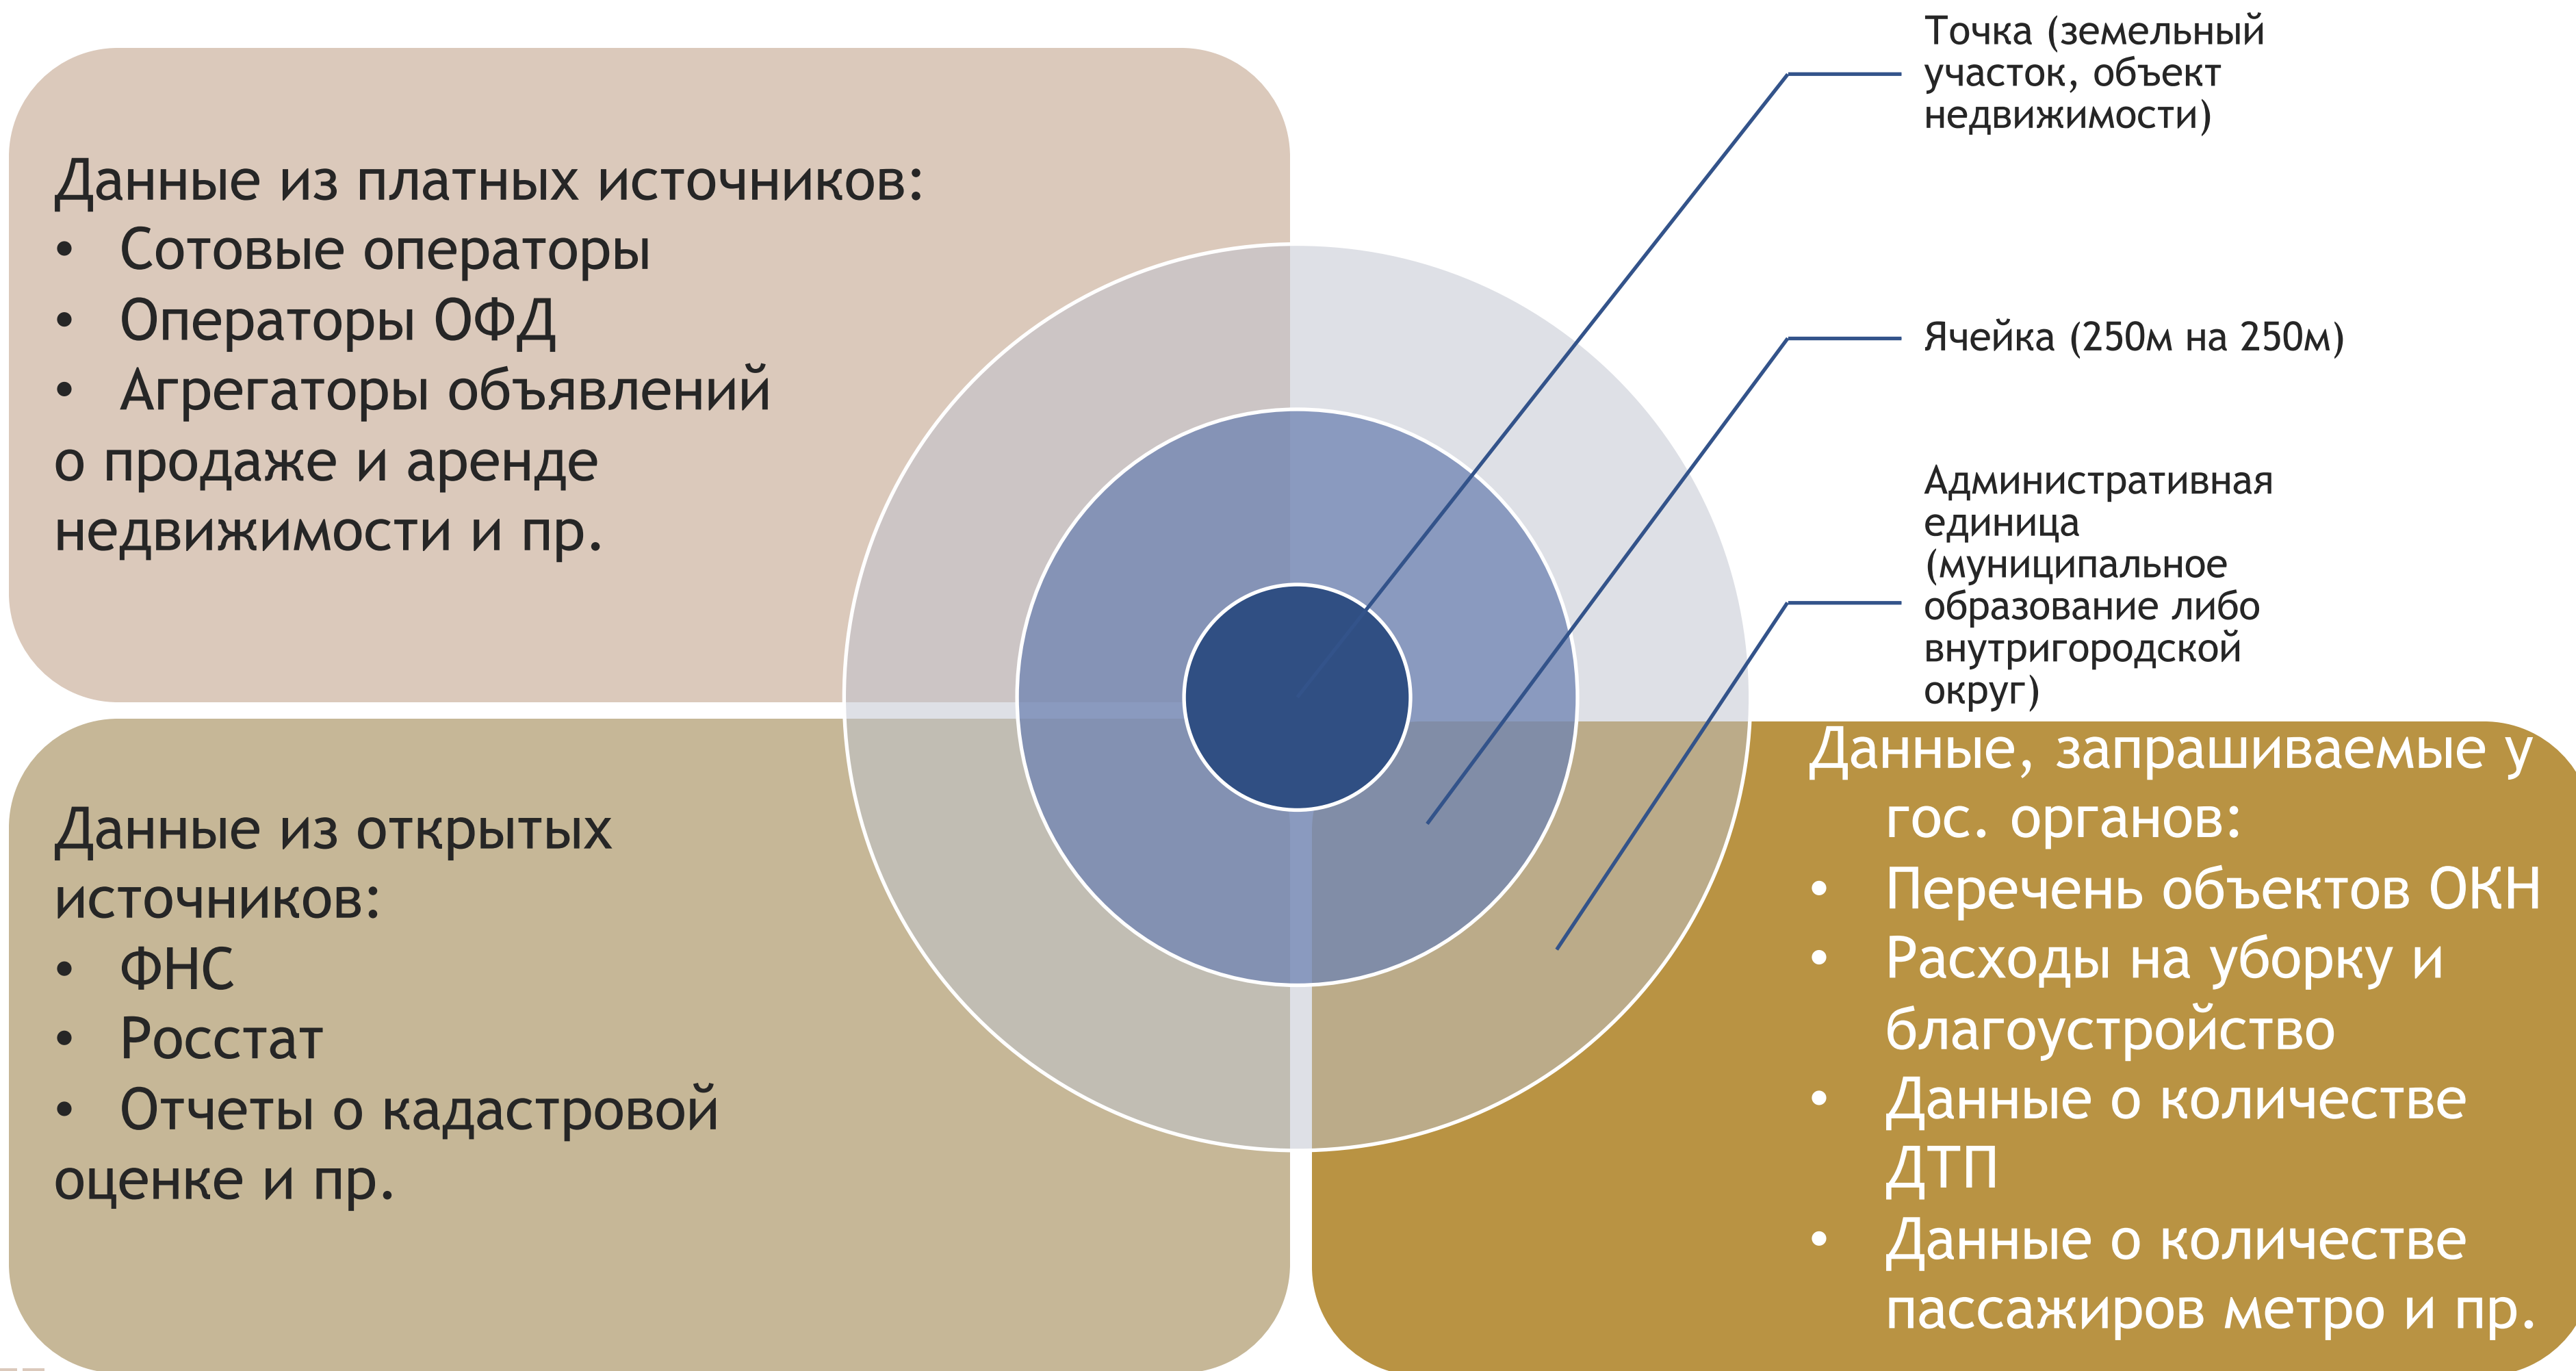 Данные из платных источников:
• Сотовые операторы
• Операторы ОФД
• Агрегаторы объявлений
о продаже и аренде
недвижимости и пр.
Точка (земельный
участок, объект
недвижимости)
Ячейка (250м на 250м)
Административная
единица
(муниципальное
образование либо
внутригородской
округ)
Данные из открытых
источников:
• ФНС
• Росстат
• Отчеты о кадастровой
оценке и пр.
Данные, запрашиваемые у
гос. органов:
• Перечень объектов ОКН
• Расходы на уборку и
благоустройство
• Данные о количестве
ДТП
• Данные о количестве
пассажиров метро и пр.